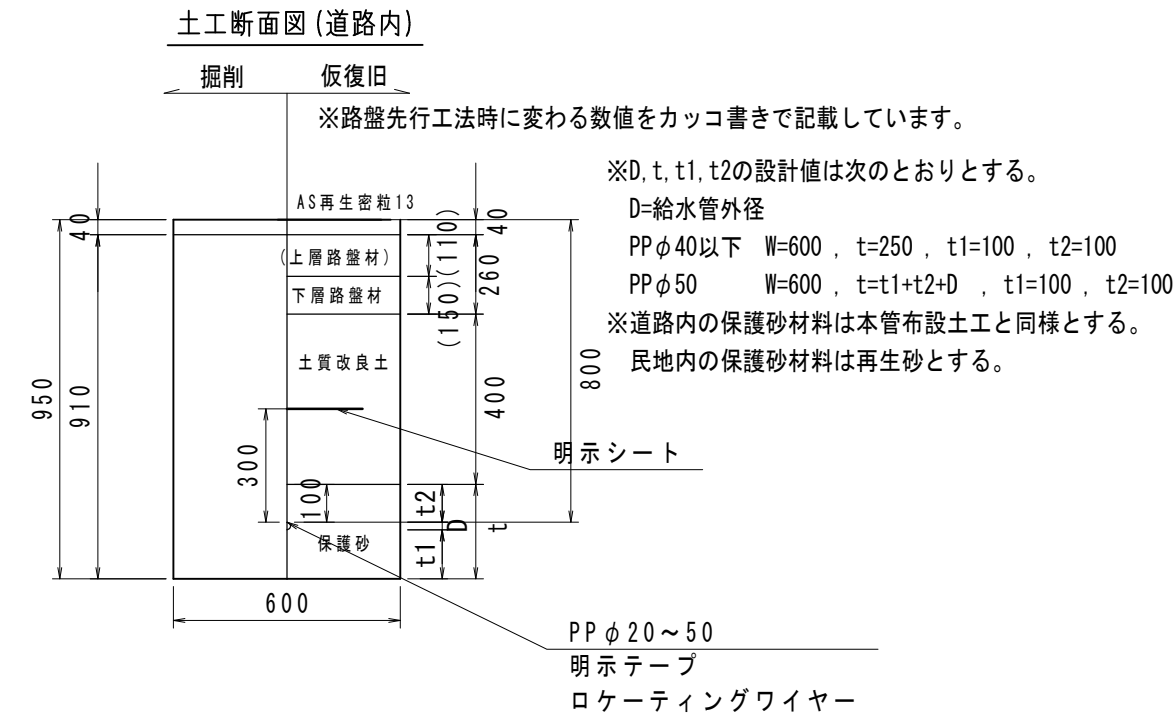 土工断面図(道路内)
掘削 仮復旧
※路盤先行工法時に変わる数値をカッコ書きで記載しています。
※D,t,t1,t2の設計値は次のとおりとする。
D=給水管外径
PPφ40以下 W=600 , t=250 , t1=100 , t2=100
PPφ50 W=600 , t=t1+t2+D , t1=100 , t2=100
※道路内の保護砂材料は本管布設土工と同様とする。
民地内の保護砂材料は再生砂とする。
AS再生密粒13
40
40
(上層路盤材)
(110)
260
下層路盤材
(150)
土質改良土
400
800
950
910
300
明示シート
100
t2
D
t
保護砂
t1
600
PPφ20~50
明示テープ
ロケーティングワイヤー